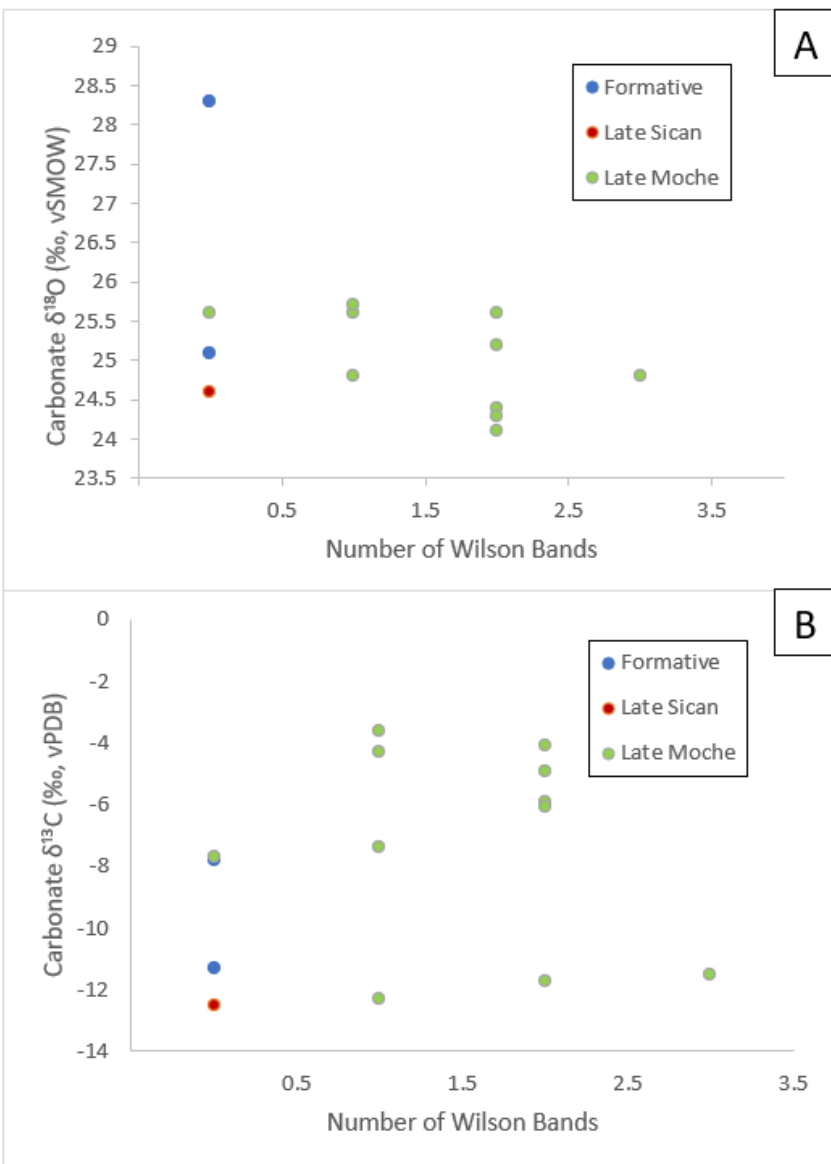 A
29
28.5
28
27.5
27
26.5
26
25.5
25
24.5
24
23.5
Carbonate δ¹⁸O (‰, vSMOW)
Formative
Late Sican
Late Moche
0.5 1.5 2.5 3.5
Number of Wilson Bands
B
0
-2
-4
-6
-8
-10
-12
-14
Carbonate δ¹³C (‰, vPDB)
Formative
Late Sican
Late Moche
0.5 1.5 2.5 3.5
Number of Wilson Bands